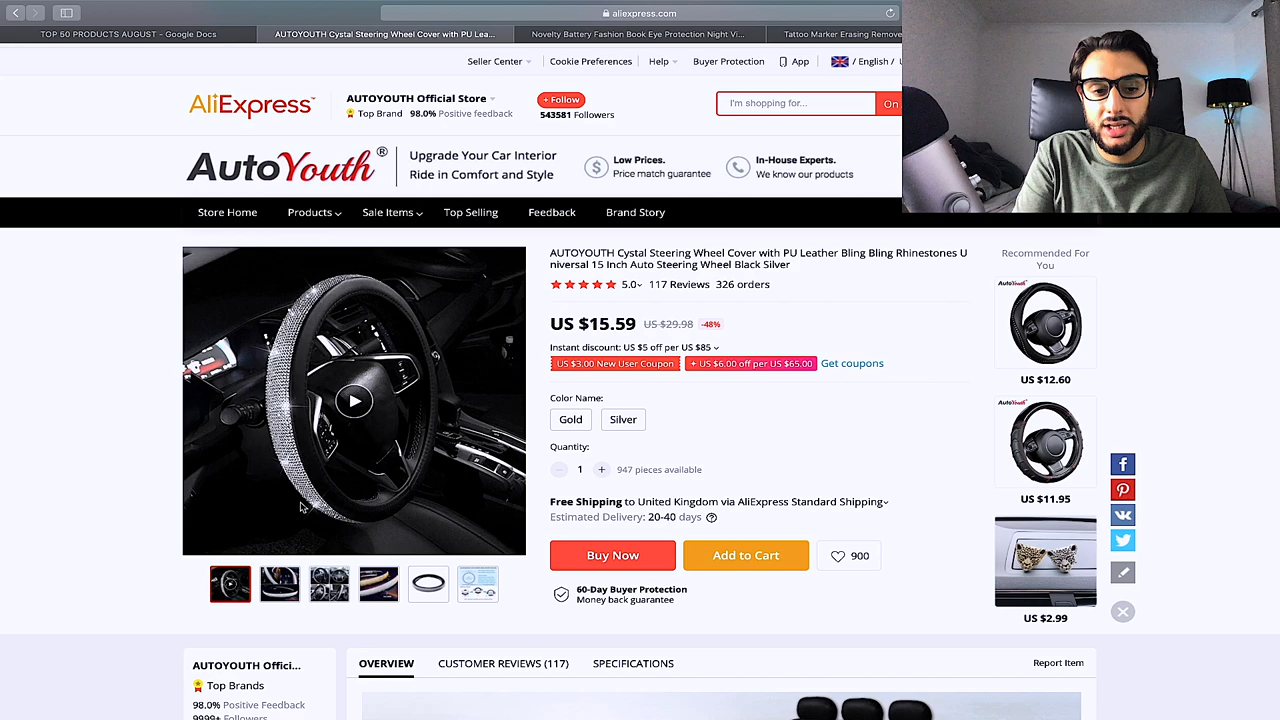 aliexpress.com
TOP 50 PRODUCTS AUGUST - Google Docs
AUTOYOUTH Cystal Steering Wheel Cover with PU Lea...
Novelty Battery Fashion Book Eye Protection Night Vi...
Tattoo Marker Erasing Remove
Seller Center
Cookie Preferences
Help
Buyer Protection
App
/ English /
AliExpress™
AUTOYOUTH Official Store
Top Brand 98.0% Positive feedback
+ Follow
543581 Followers
I'm shopping for...
On
AutoYouth®
Upgrade Your Car Interior
Ride in Comfort and Style
Low Prices.
Price match guarantee
In-House Experts.
We know our products
Store Home
Products
Sale Items
Top Selling
Feedback
Brand Story
AUTOYOUTH Cystal Steering Wheel Cover with PU Leather Bling Bling Rhinestones U
niversal 15 Inch Auto Steering Wheel Black Silver
5.0 117 Reviews 326 orders
US $15.59 US $29.98 -48%
Instant discount: US $5 off per US $85
US $3.00 New User Coupon
+ US $6.00 off per US $65.00
Get coupons
Color Name:
Gold
Silver
Quantity:
1
947 pieces available
Free Shipping to United Kingdom via AliExpress Standard Shipping
Estimated Delivery: 20-40 days
Buy Now
Add to Cart
900
60-Day Buyer Protection
Money back guarantee
Recommended For
You
AutoYouth
US $12.60
AutoYouth
US $11.95
US $2.99
AUTOYOUTH Offici...
Top Brands
98.0% Positive Feedback
9999+ Followers
OVERVIEW
CUSTOMER REVIEWS (117)
SPECIFICATIONS
Report Item